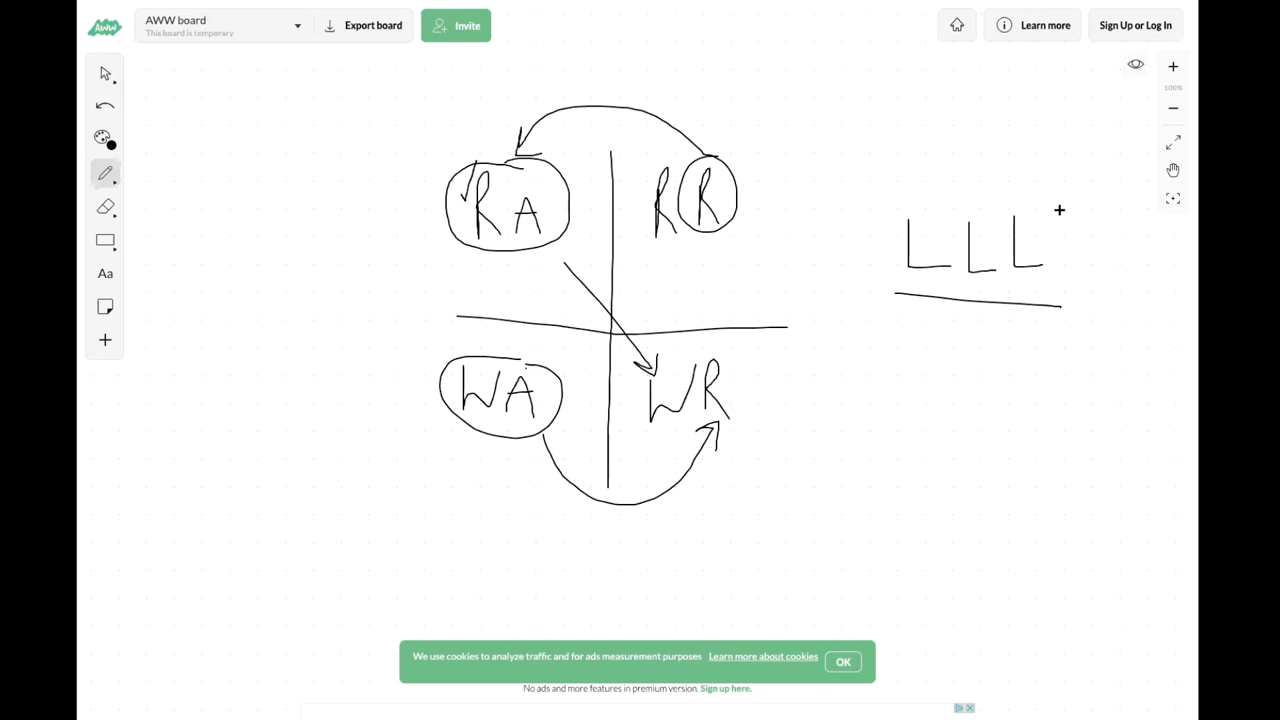 AWW
AWW board
This board is temporary
Export board
Invite
Learn more
Sign Up or Log In
100%
RA
RR
LLL
WA
WR
Aa
We use cookies to analyze traffic and for ads measurement purposes Learn more about cookies OK
No ads and more features in premium version. Sign up here.